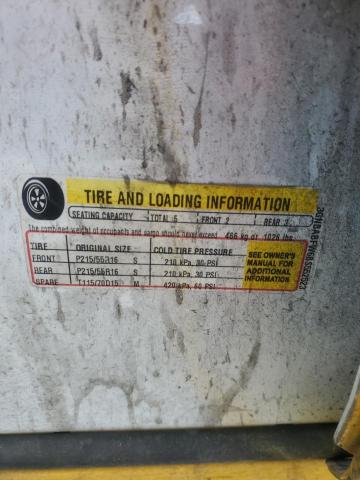 TIRE AND LOADING INFORMATION
SEATING CAPACITY TOTAL 5 FRONT 2 REAR 3
The combined weight of occupants and cargo should never exceed 466 kg or 1026 lbs.
TIRE ORIGINAL SIZE COLD TIRE PRESSURE
FRONT P215/55R16 S 210 kPa, 30 PSI
REAR P215/55R16 S 210 kPa, 30 PSI
SPARE T115/70D15 M 420 kPa, 60 PSI
SEE OWNER'S
MANUAL FOR
ADDITIONAL
INFORMATION